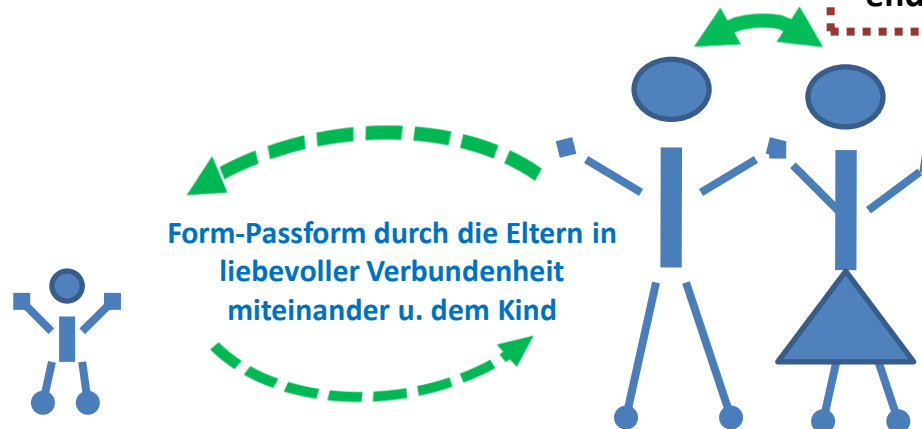 Form-Passform durch die Eltern in
liebevoller Verbundenheit
miteinander u. dem Kind